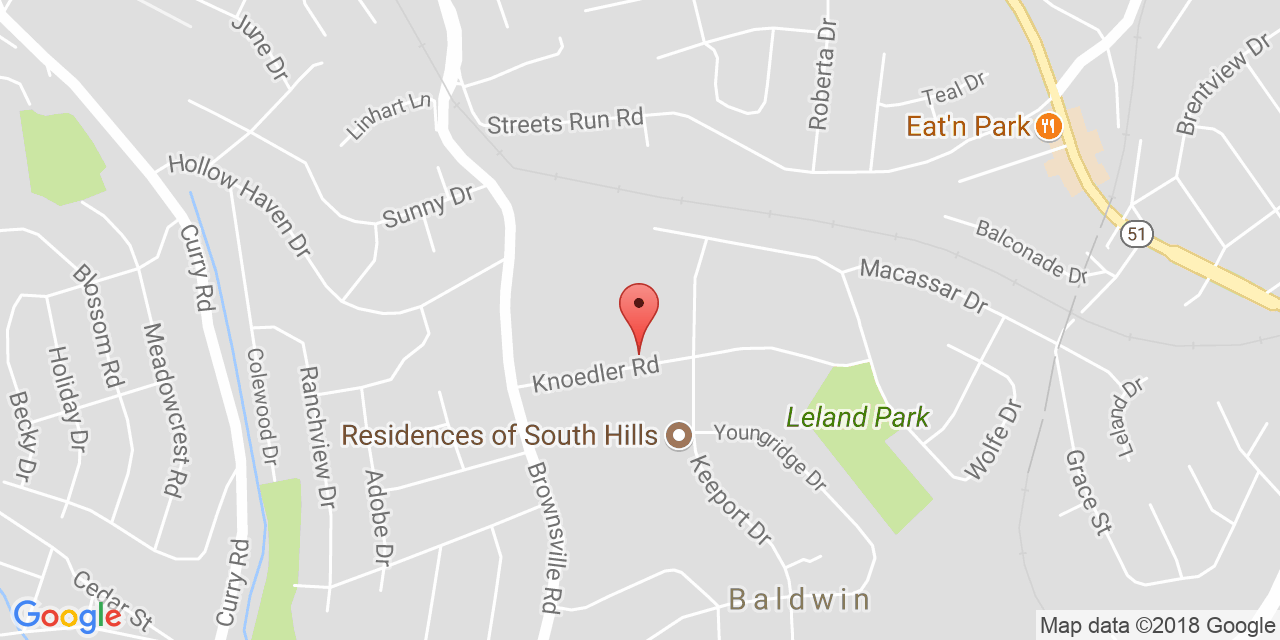 June Dr
Linhart Ln
Streets Run Rd
Roberta Dr
Teal Dr
Brentview Dr
Eat'n Park
Hollow Haven Dr
Sunny Dr
51
Balconade Dr
Curry Rd
Macassar Dr
Blossom Rd
Meadowcrest Rd
Holiday Dr
Becky Dr
Colewood Dr
Ranchview Dr
Adobe Dr
Knoedler Rd
Leland Park
Wolfe Dr
Leland Dr
Residences of South Hills
Youngridge Dr
Keeport Dr
Grace St
Brownsville Rd
Curry Rd
Cedar St
Baldwin
Google
Map data ©2018 Google